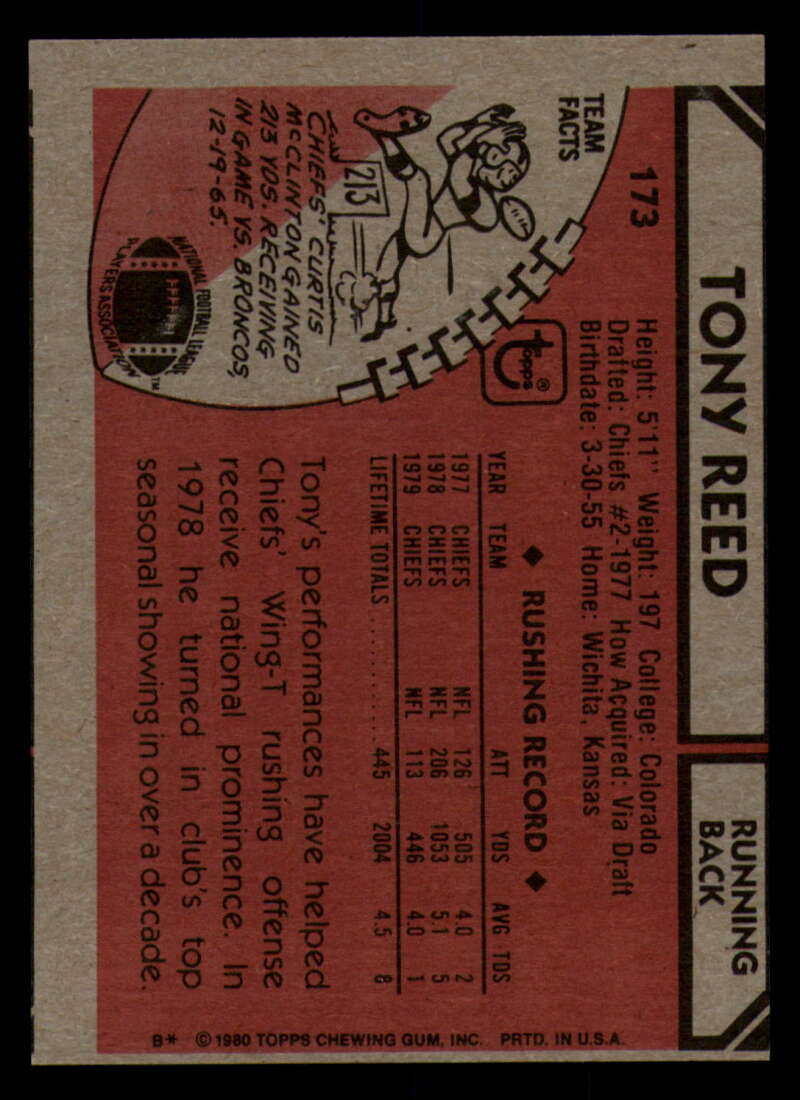 173
TONY REED
RUNNING
BACK
Height: 5'11" Weight: 197 College: Colorado
Drafted: Chiefs #2-1977 How Acquired: Via Draft
Birthdate: 3-30-55 Home: Wichita, Kansas
TEAM
FACTS
213
CHIEFS' CURTIS
McCLINTON GAINED
213 YDS. RECEIVING
IN GAME VS. BRONCOS,
12-19-65.
NATIONAL FOOTBALL LEAGUE
PLAYERS ASSOCIATION ™
topps ®
◆ RUSHING RECORD ◆
YEAR TEAM ATT YDS AVG TDS
1977 CHIEFS NFL 126 505 4.0 2
1978 CHIEFS NFL 206 1053 5.1 5
1979 CHIEFS NFL 113 446 4.0 1
LIFETIME TOTALS .......... 445 2004 4.5 8
Tony's performances have helped
Chiefs' Wing-T rushing offense
receive national prominence. In
1978 he turned in club's top
seasonal showing in over a decade.
B* © 1980 TOPPS CHEWING GUM, INC. PRTD. IN U.S.A.